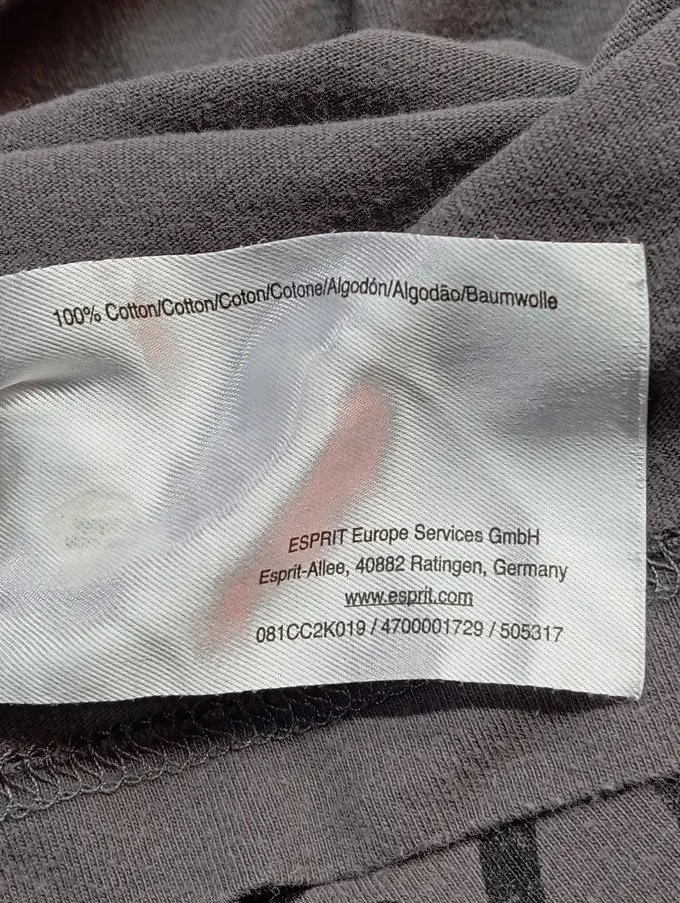 100% Cotton/Cotton/Coton/Cotone/Algodón/Algodão/Baumwolle
ESPRIT Europe Services GmbH
Esprit-Allee, 40882 Ratingen, Germany
www.esprit.com
081CC2K019 / 4700001729 / 505317